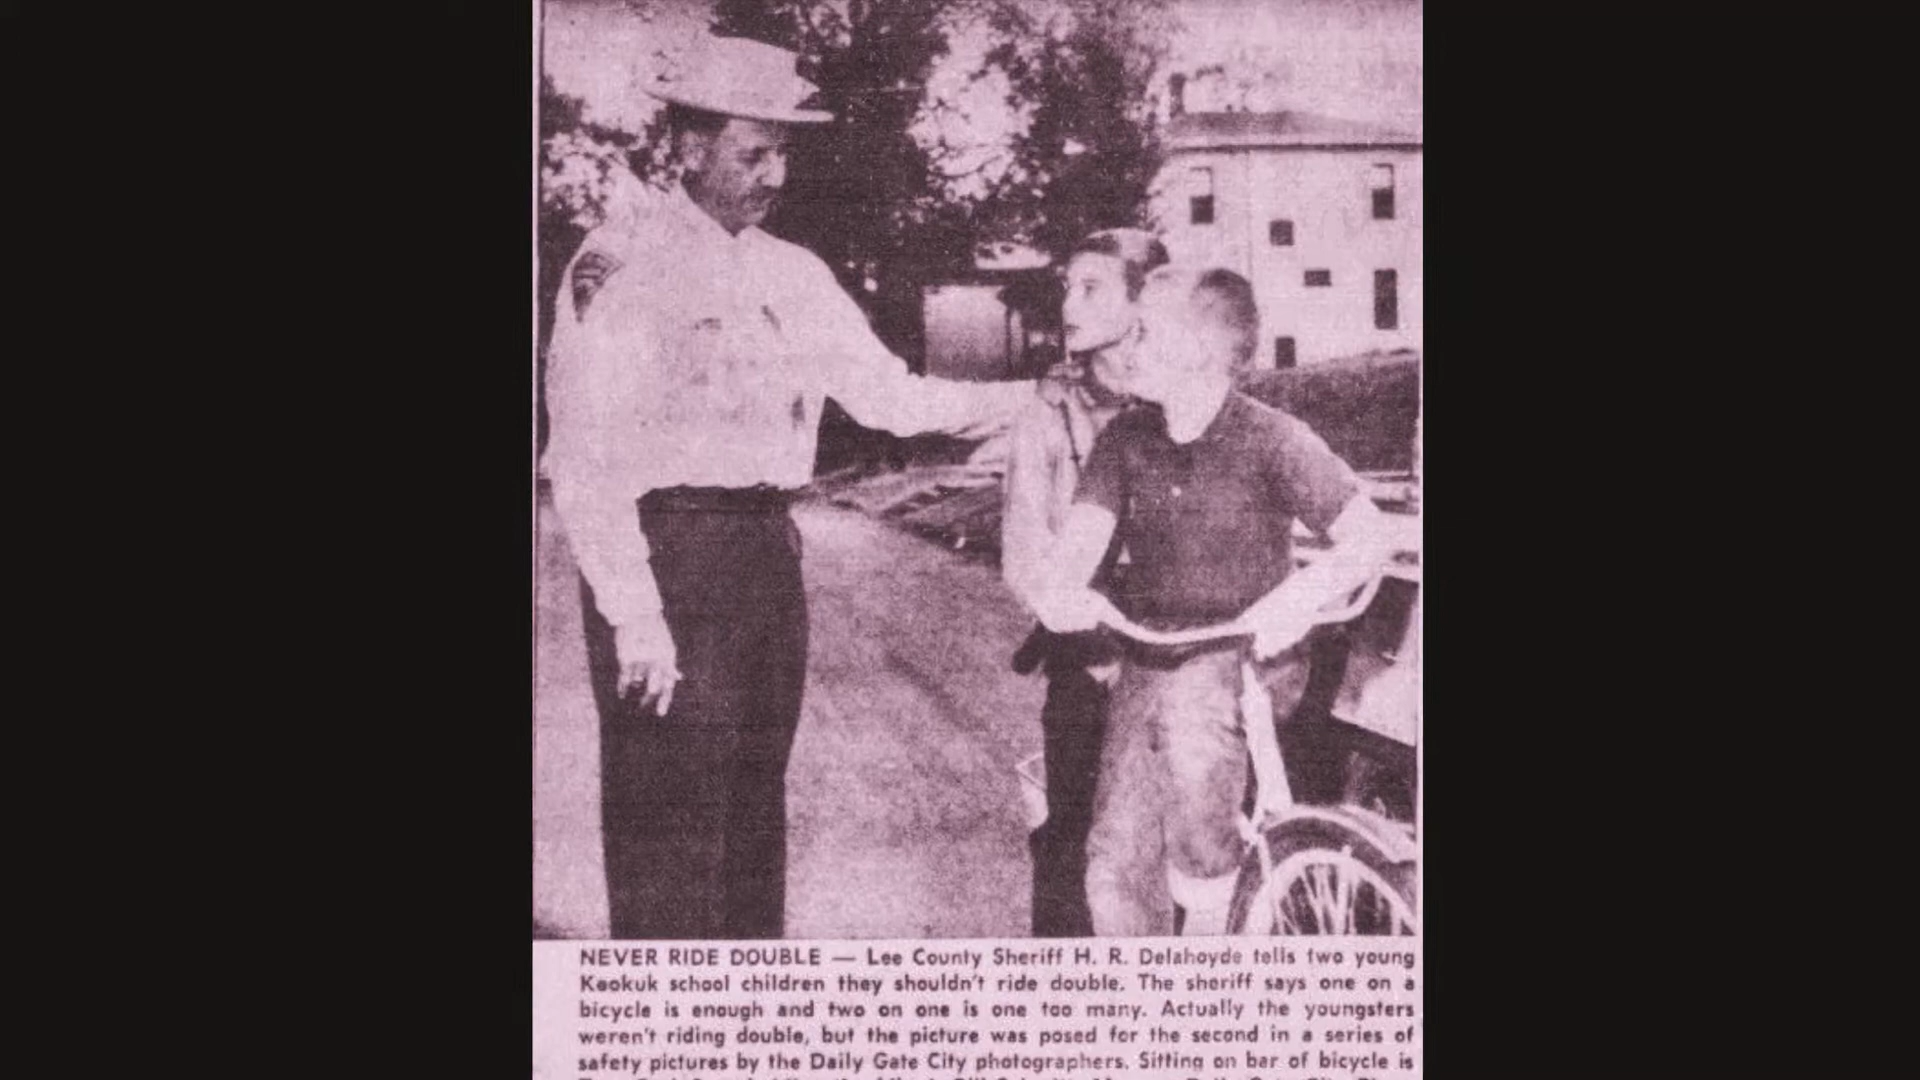 NEVER RIDE DOUBLE — Lee County Sheriff H. R. Delahoyde tells two young
Keokuk school children they shouldn't ride double. The sheriff says one on a
bicycle is enough and two on one is one too many. Actually the youngsters
weren't riding double, but the picture was posed for the second in a series of
safety pictures by the Daily Gate City photographers. Sitting on bar of bicycle is